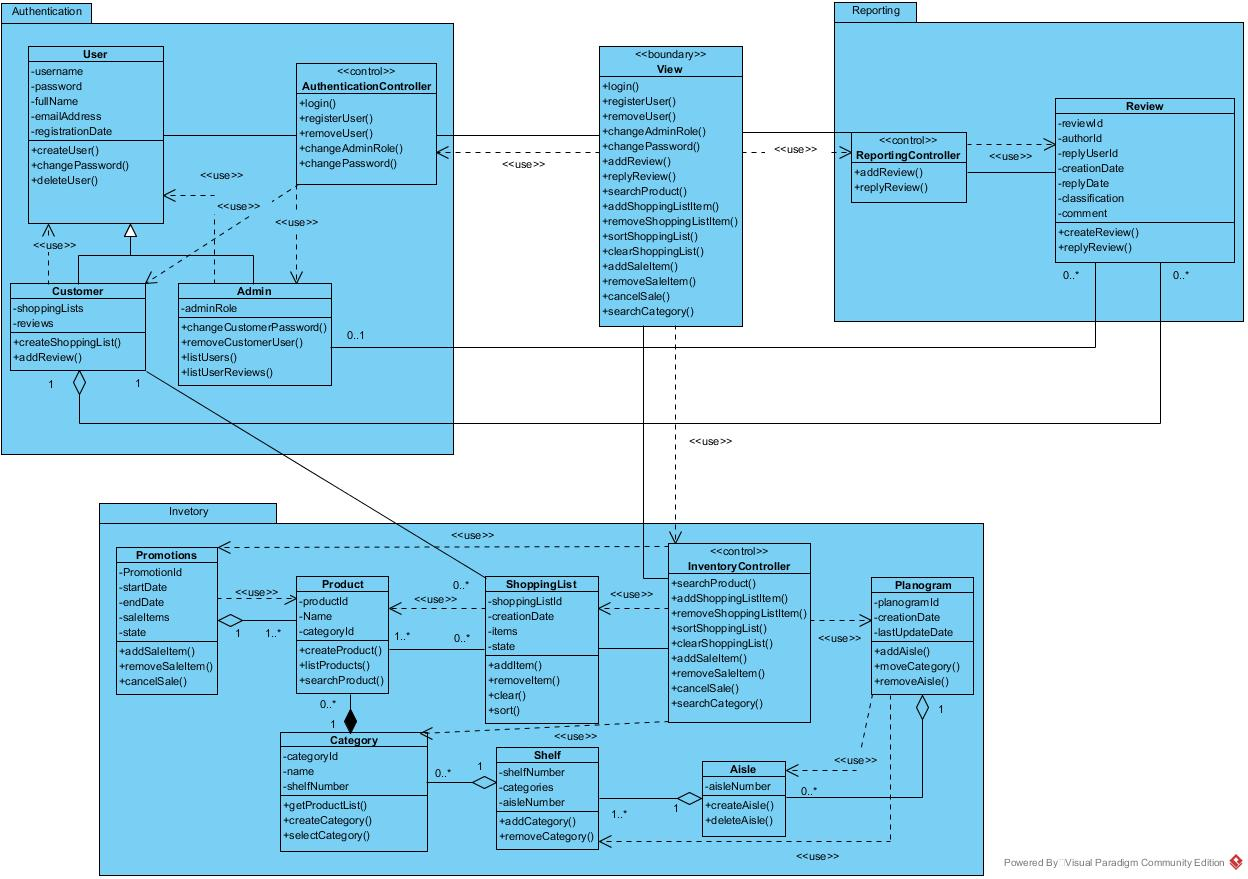 Authentication
User
-username
-password
-fullName
-emailAddress
-registrationDate
+createUser()
+changePassword()
+deleteUser()
<<control>>
AuthenticationController
+login()
+registerUser()
+removeUser()
+changeAdminRole()
+changePassword()
<<use>>
<<use>>
<<use>>
<<use>>
Customer
-shoppingLists
-reviews
+createShoppingList()
+addReview()
1
1
Admin
-adminRole
+changeCustomerPassword()
+removeCustomerUser()
+listUsers()
+listUserReviews()
0..1
<<use>>
<<boundary>>
View
+login()
+registerUser()
+removeUser()
+changeAdminRole()
+changePassword()
+addReview()
+replyReview()
+searchProduct()
+addShoppingListItem()
+removeShoppingListItem()
+sortShoppingList()
+clearShoppingList()
+addSaleItem()
+removeSaleItem()
+cancelSale()
+searchCategory()
<<use>>
Reporting
<<control>>
ReportingController
+addReview()
+replyReview()
<<use>>
Review
-reviewId
-authorId
-replyUserId
-creationDate
-replyDate
-classification
-comment
+createReview()
+replyReview()
0..*
0..*
<<use>>
Invetory
<<use>>
Promotions
-PromotionId
-startDate
-endDate
-saleItems
-state
+addSaleItem()
+removeSaleItem()
+cancelSale()
<<use>>
1
1..*
Product
-productId
-Name
-categoryId
+createProduct()
+listProducts()
+searchProduct()
0..*
<<use>>
1..*
0..*
ShoppingList
-shoppingListId
-creationDate
-items
-state
+addItem()
+removeItem()
+clear()
+sort()
<<use>>
<<control>>
InventoryController
+searchProduct()
+addShoppingListItem()
+removeShoppingListItem()
+sortShoppingList()
+clearShoppingList()
+addSaleItem()
+removeSaleItem()
+cancelSale()
+searchCategory()
<<use>>
Planogram
-planogramId
-creationDate
-lastUpdateDate
+addAisle()
+moveCategory()
+removeAisle()
1
0..*
1
<<use>>
Category
-categoryId
-name
-shelfNumber
+getProductList()
+createCategory()
+selectCategory()
0..*
1
Shelf
-shelfNumber
-categories
-aisleNumber
+addCategory()
+removeCategory()
1..*
1
Aisle
-aisleNumber
+createAisle()
+deleteAisle()
<<use>>
0..*
<<use>>
Powered By Visual Paradigm Community Edition